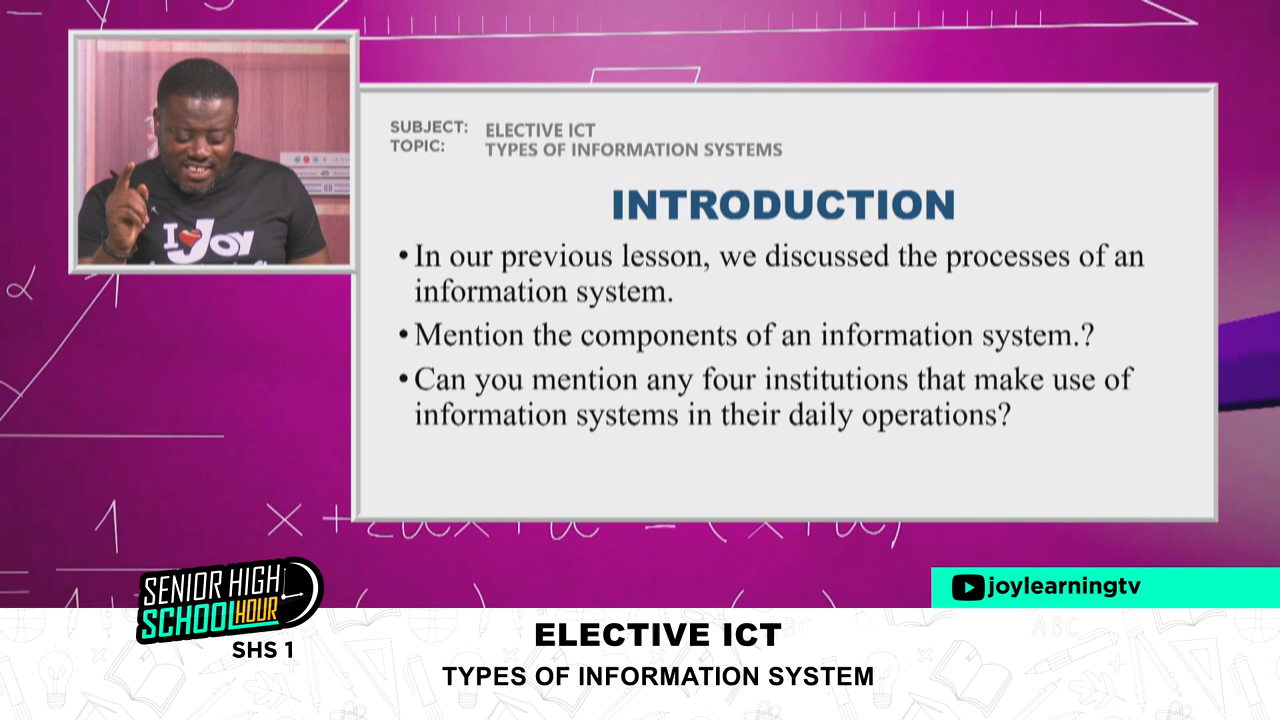 SUBJECT: ELECTIVE ICT
TOPIC: TYPES OF INFORMATION SYSTEMS
INTRODUCTION
• In our previous lesson, we discussed the processes of an
information system.
• Mention the components of an information system.?
• Can you mention any four institutions that make use of
information systems in their daily operations?
I ❤ Joy
SENIOR HIGH
SCHOOL HOUR
SHS 1
joylearningtv
ELECTIVE ICT
TYPES OF INFORMATION SYSTEM